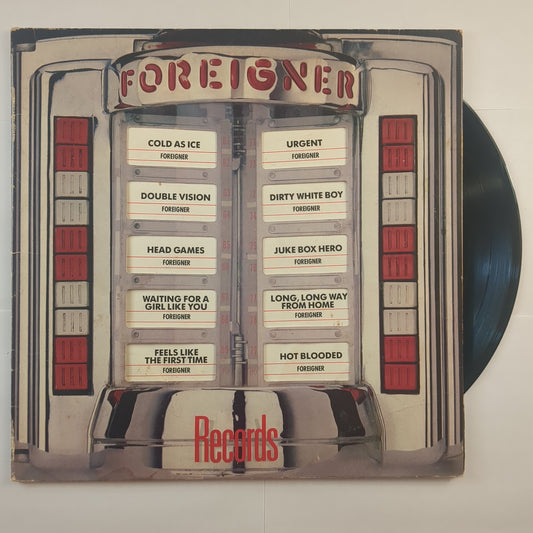 FOREIGNER
COLD AS ICE
FOREIGNER
DOUBLE VISION
FOREIGNER
HEAD GAMES
FOREIGNER
WAITING FOR A
GIRL LIKE YOU
FOREIGNER
FEELS LIKE
THE FIRST TIME
FOREIGNER
URGENT
FOREIGNER
DIRTY WHITE BOY
FOREIGNER
JUKE BOX HERO
FOREIGNER
LONG, LONG WAY
FROM HOME
FOREIGNER
HOT BLOODED
FOREIGNER
Records